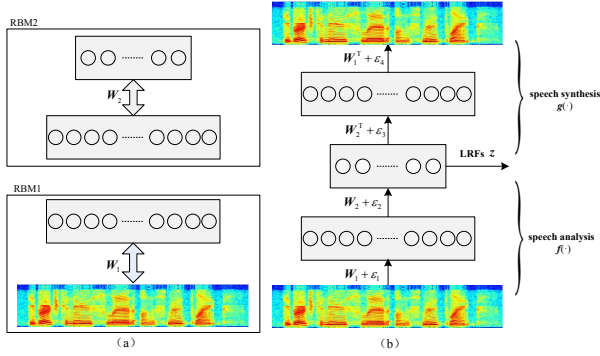 RBM2
W₂
RBM1
W₁
（a）
W₁ᵀ + ε₄
W₂ᵀ + ε₃
LRFs z
W₂ + ε₂
W₁ + ε₁
speech synthesis
g(·)
speech analysis
f(·)
（b）